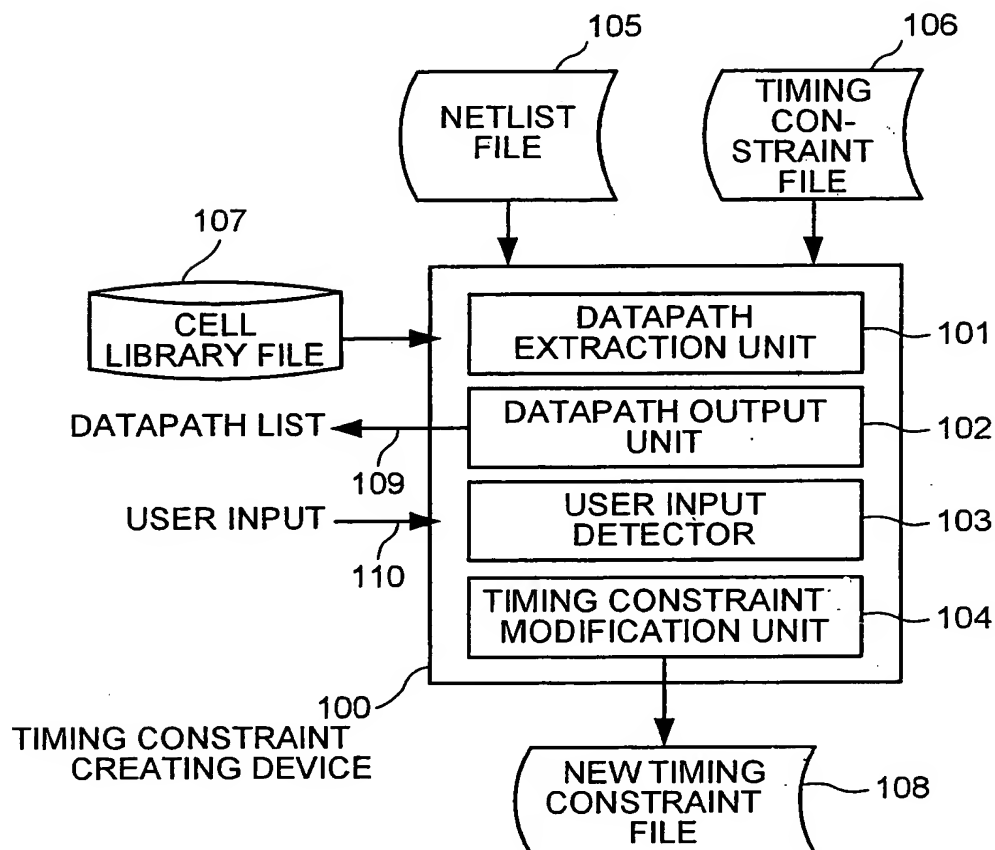 105
106
NETLIST
FILE
TIMING
CON-
STRAINT
FILE
107
CELL
LIBRARY FILE
DATAPATH
EXTRACTION UNIT
101
DATAPATH LIST
109
DATAPATH OUTPUT
UNIT
102
USER INPUT
110
USER INPUT
DETECTOR
103
TIMING CONSTRAINT
MODIFICATION UNIT
104
100
TIMING CONSTRAINT
CREATING DEVICE
NEW TIMING
CONSTRAINT
FILE
108